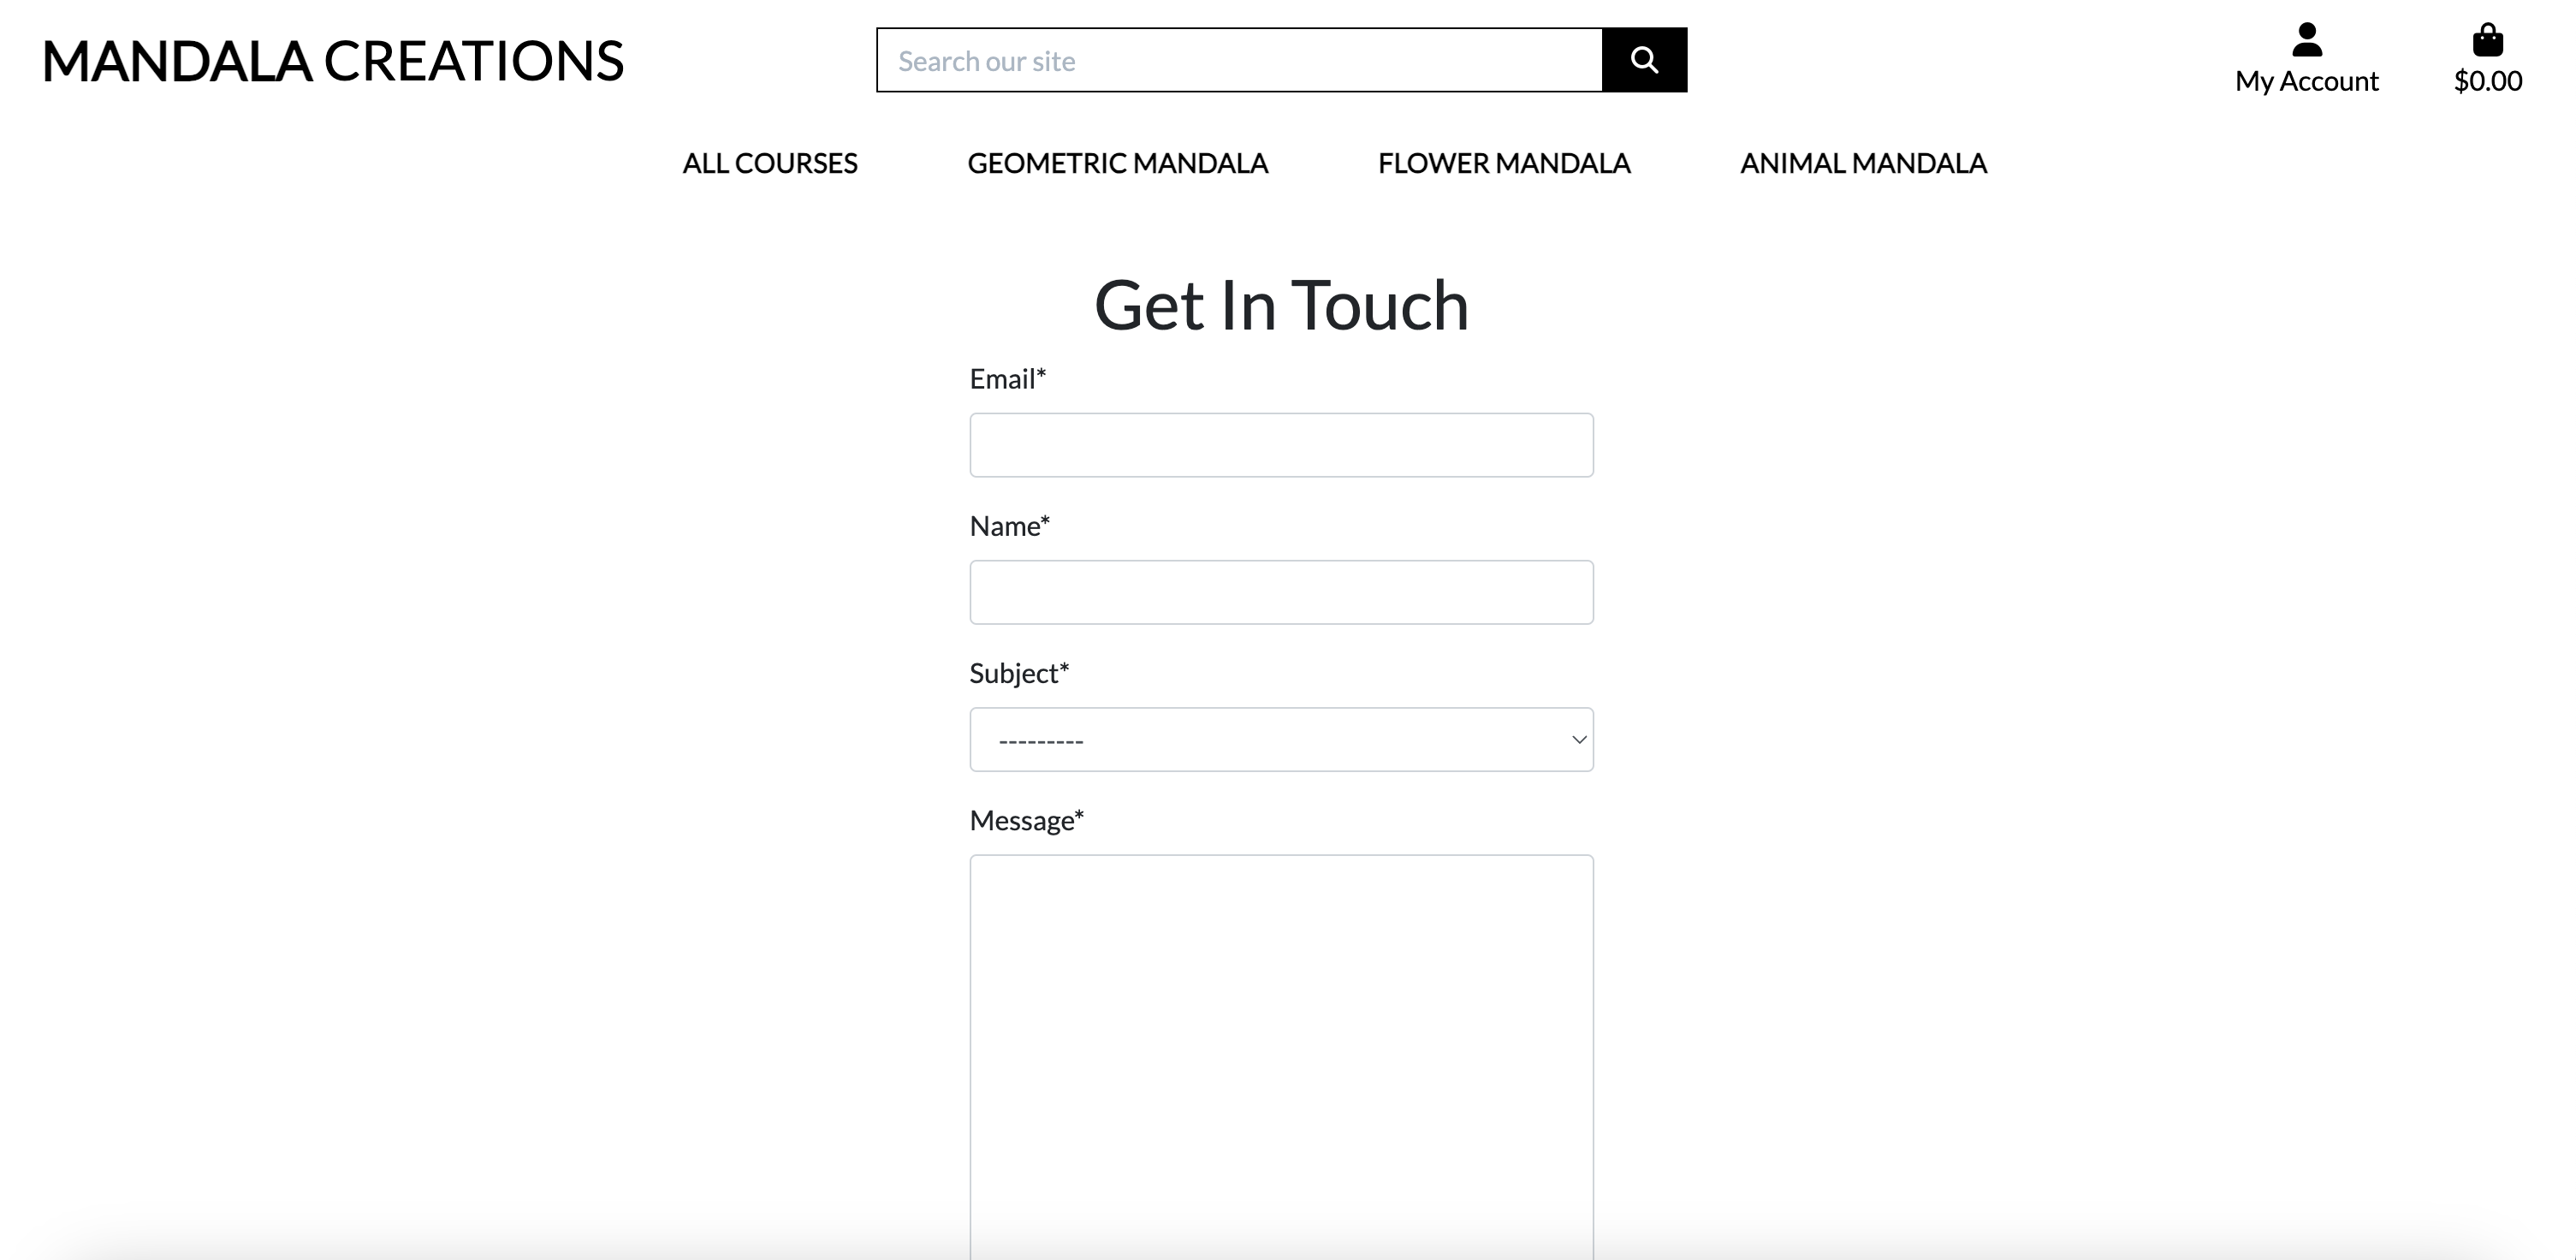 MANDALA CREATIONS
Search our site
My Account
$0.00
ALL COURSES GEOMETRIC MANDALA FLOWER MANDALA ANIMAL MANDALA
Get In Touch
Email*
Name*
Subject*
---------
Message*